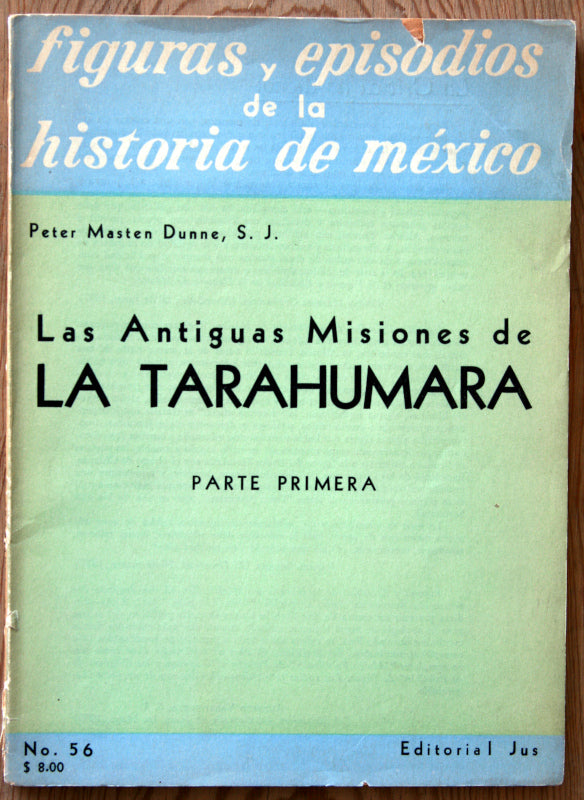 figuras y episodios
de la
historia de méxico
Peter Masten Dunne, S. J.
Las Antiguas Misiones de
LA TARAHUMARA
PARTE PRIMERA
No. 56
$ 8.00
Editorial Jus